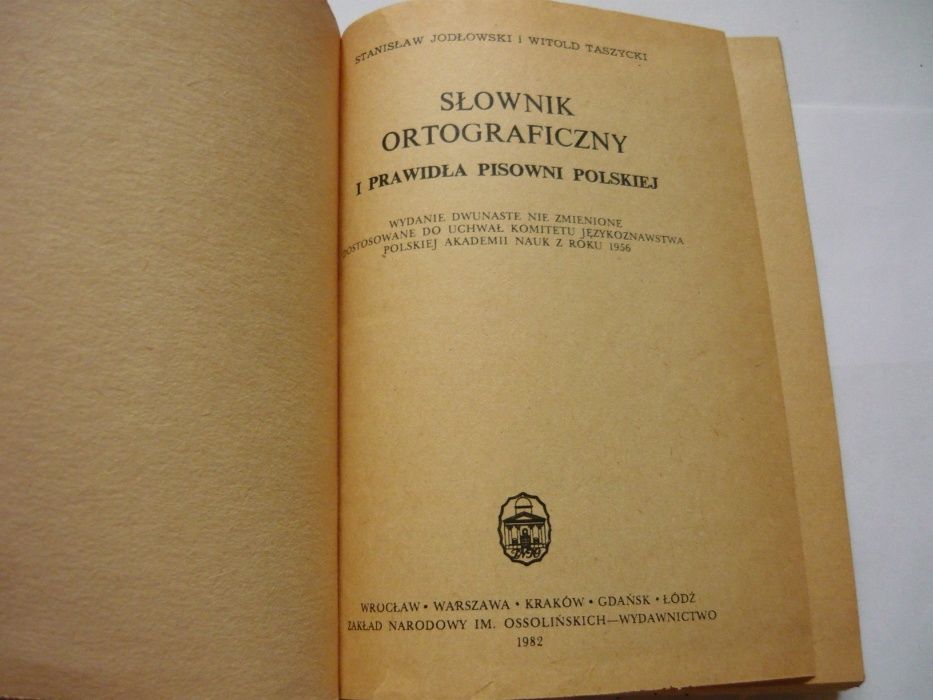 STANISŁAW JODŁOWSKI I WITOLD TASZYCKI
SŁOWNIK
ORTOGRAFICZNY
I PRAWIDŁA PISOWNI POLSKIEJ
WYDANIE DWUNASTE NIE ZMIENIONE
DOSTOSOWANE DO UCHWAŁ KOMITETU JĘZYKOZNAWSTWA
POLSKIEJ AKADEMII NAUK Z ROKU 1956
WROCŁAW • WARSZAWA • KRAKÓW • GDAŃSK • ŁÓDŹ
ZAKŁAD NARODOWY IM. OSSOLIŃSKICH—WYDAWNICTWO
1982